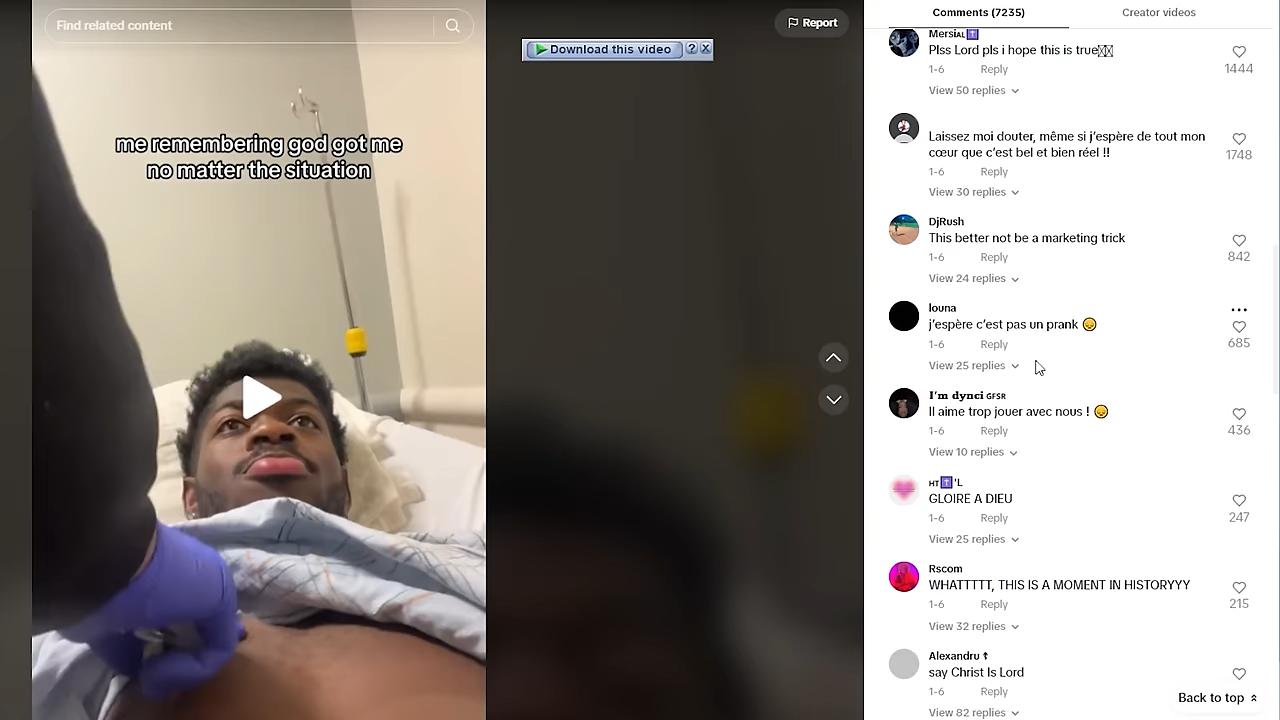 Find related content
me remembering god got me
no matter the situation
Report
Download this video
?
X
Comments (7235)
Creator videos
Mersial
Plss Lord pls i hope this is true
1-6 Reply
1444
View 50 replies
Laissez moi douter, même si j’espère de tout mon
cœur que c’est bel et bien réel !!
1-6 Reply
1748
View 30 replies
DjRush
This better not be a marketing trick
1-6 Reply
842
View 24 replies
louna
j’espère c’est pas un prank 😞
1-6 Reply
685
View 25 replies
I’m dynci GFSR
Il aime trop jouer avec nous ! 😞
1-6 Reply
436
View 10 replies
HT✝️'L
GLOIRE A DIEU
1-6 Reply
247
View 25 replies
Rscom
WHATTTTT, THIS IS A MOMENT IN HISTORYYY
1-6 Reply
215
View 32 replies
Alexandru ☨
say Christ Is Lord
1-6 Reply
Back to top
View 82 replies